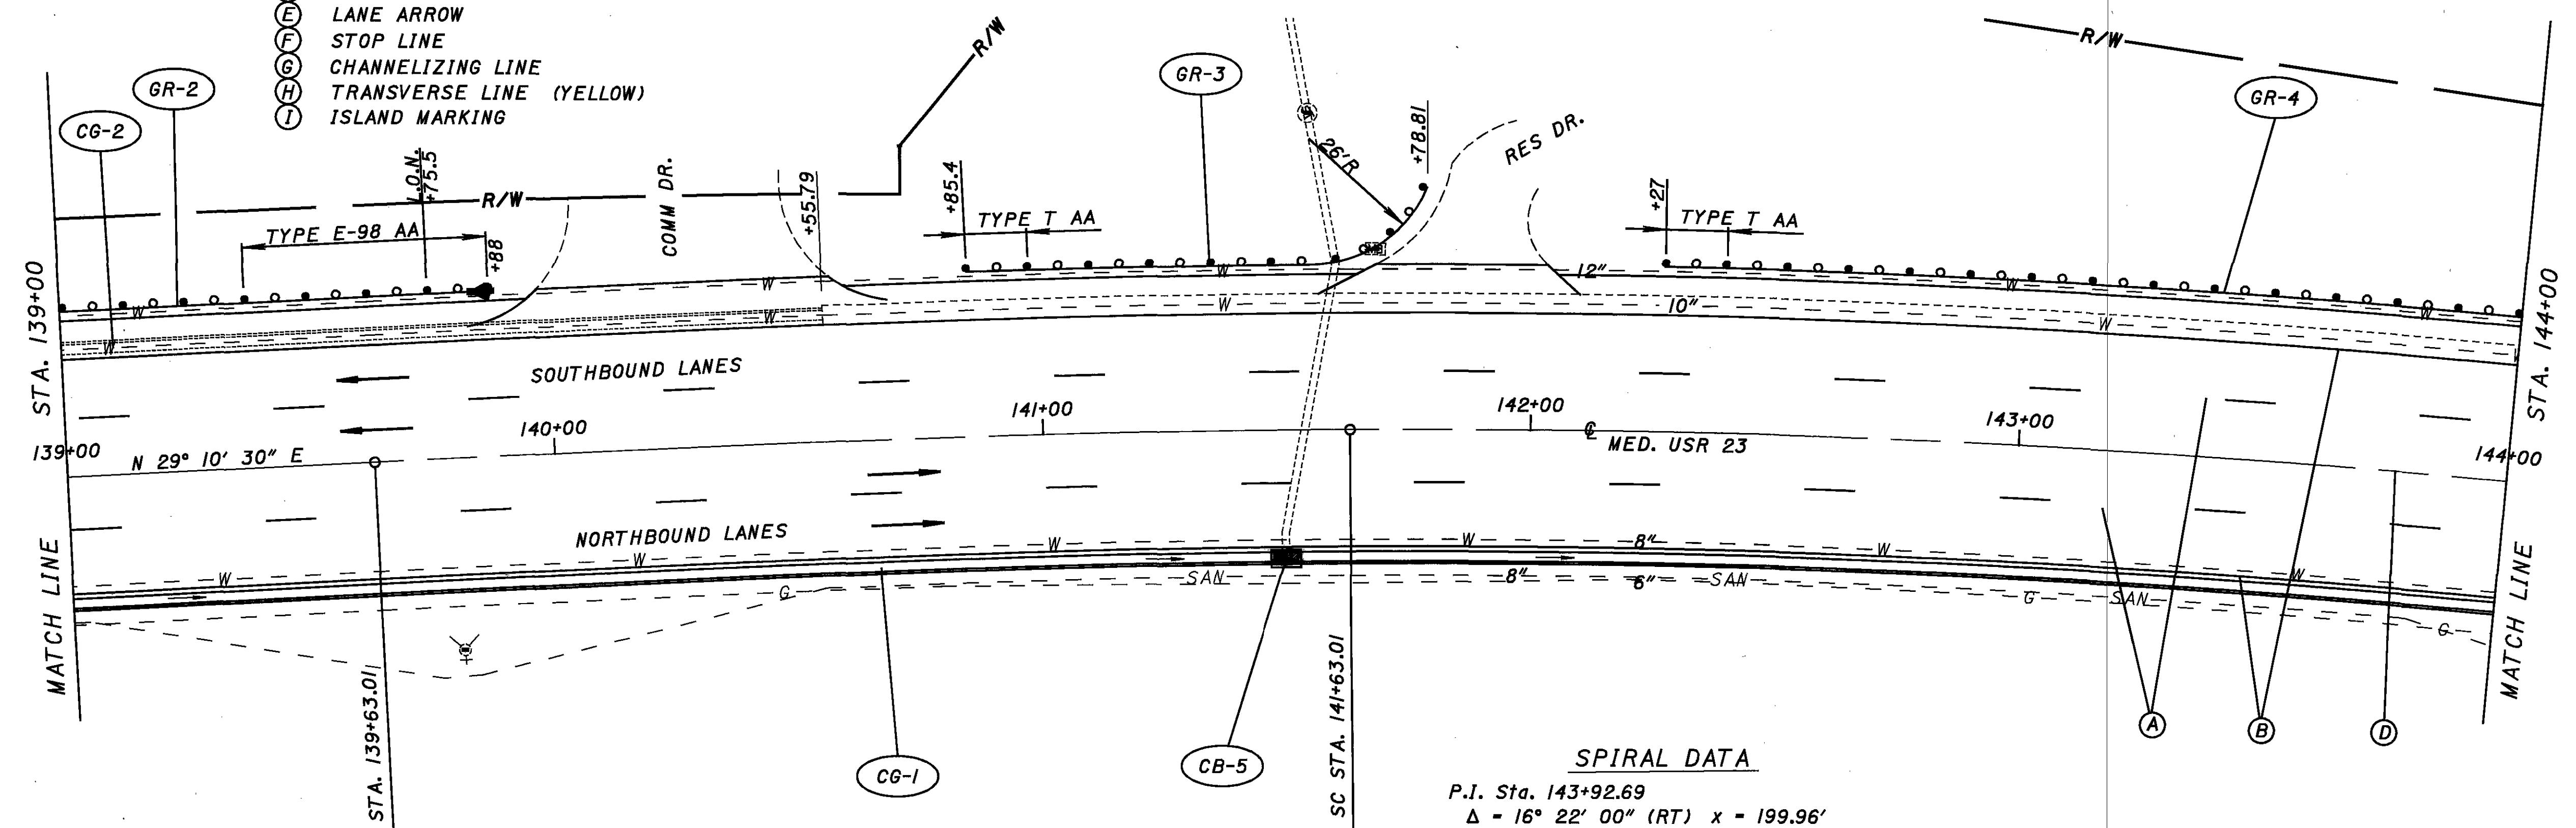 E LANE ARROW
F STOP LINE
G CHANNELIZING LINE
H TRANSVERSE LINE (YELLOW)
I ISLAND MARKING
R/W
R/W
GR-2
GR-3
GR-4
CG-2
+78.81
26'R
RES DR.
L.O.N.
+75.5
COMM DR.
+55.79
+85.4
+27
R/W
TYPE E-98 AA
TYPE T AA
TYPE T AA
+88
W
W
12"
W
W
W
W
W
10"
W
W
STA. 139+00
STA. 144+00
SOUTHBOUND LANES
139+00
N 29° 10' 30" E
140+00
141+00
142+00
143+00
144+00
℄ MED. USR 23
NORTHBOUND LANES
W
W
W
W
8"
W
W
SAN
8"
6"
SAN
G
G
SAN
G
MATCH LINE
MATCH LINE
STA. 139+63.01
SC STA. 141+63.01
CG-1
CB-5
A
B
D
SPIRAL DATA
P.I. Sta. 143+92.69
Δ = 16° 22' 00" (RT) x = 199.96'